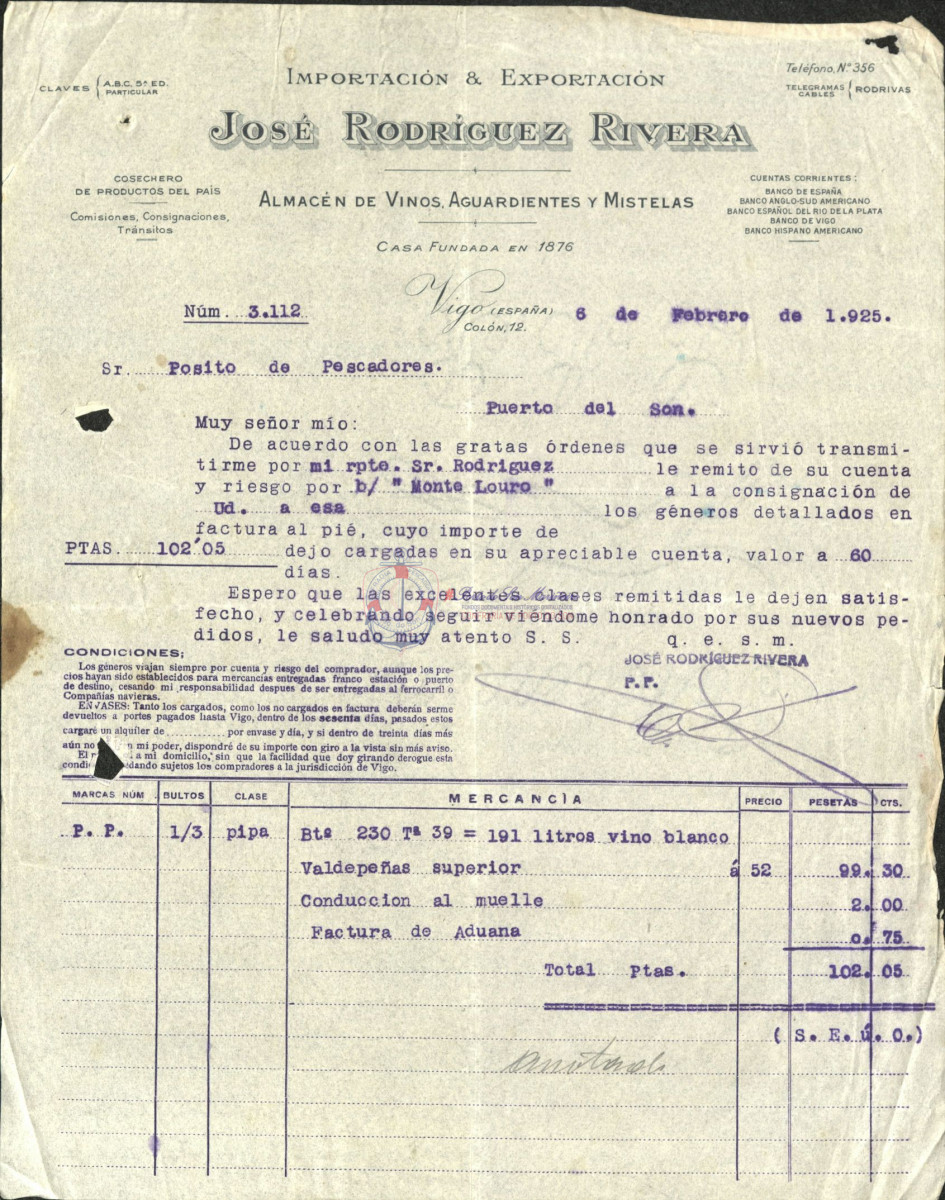 CLAVES A.B.C. 5ª ED.
PARTICULAR
IMPORTACIÓN & EXPORTACIÓN
Teléfono, N.º 356
TELEGRAMAS
CABLES RODRIVAS
JOSÉ RODRÍGUEZ RIVERA
COSECHERO
DE PRODUCTOS DEL PAÍS
Comisiones, Consignaciones,
Tránsitos
ALMACÉN DE VINOS, AGUARDIENTES Y MISTELAS
CASA FUNDADA EN 1876
CUENTAS CORRIENTES:
BANCO DE ESPAÑA
BANCO ANGLO-SUD AMERICANO
BANCO ESPAÑOL DEL RIO DE LA PLATA
BANCO DE VIGO
BANCO HISPANO AMERICANO
Núm. 3.112
Vigo (ESPAÑA) 6 de Febrero de 1.925.
COLÓN, 12.
Sr. Posito de Pescadores.
Puerto del Son.
Muy señor mío:
De acuerdo con las gratas órdenes que se sirvió transmi-
tirme por mi rpte. Sr. Rodriguez le remito de su cuenta
y riesgo por b/ " Monte Louro " a la consignación de
Ud. a esa los géneros detallados en
factura al pié, cuyo importe de
PTAS. 102'05 dejo cargadas en su apreciable cuenta, valor a 60
días.
Espero que las excelentes clases remitidas le dejen satis-
fecho, y celebrando seguir viéndome honrado por sus nuevos pe-
didos, le saludo muy atento S. S. q. e. s. m.
JOSÉ RODRÍGUEZ RIVERA
P.P.
CONDICIONES;
Los géneros viajan siempre por cuenta y riesgo del comprador, aunque los pre-
cios hayan sido establecidos para mercancías entregadas franco estación o puerto
de destino, cesando mi responsabilidad despues de ser entregadas al ferrocarril o
Compañías navieras.
ENVASES: Tanto los cargados, como los no cargados en factura deberán serme
devueltos a portes pagados hasta Vigo, dentro de los sesenta días, pasados estos
cargaré un alquiler de por envase y día, y si dentro de treinta días más
aún no mi poder, dispondré de su importe con giro a la vista sin más aviso.
El a mi domicilio, sin que la facilidad que doy girando derogue esta
condi dando sujetos los compradores a la jurisdicción de Vigo.
MARCAS NÚM BULTOS CLASE MERCANCÌA PRECIO PESETAS CTS.
P. P. 1/3 pipa Btº 230 Tª 39 = 191 litros vino blanco
Valdepeñas superior á 52 99. 30
Conduccion al muelle 2. 00
Factura de Aduana 0. 75
Total Ptas. 102. 05
( S. E. ú. O.)